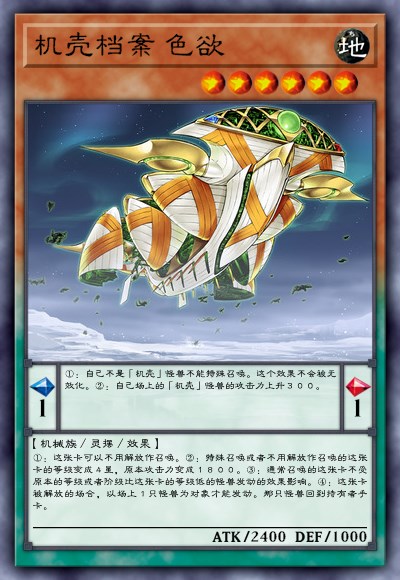 机壳档案 色欲
地
①：自己不是「机壳」怪兽不能特殊召唤。这个效果不会被无
效化。②：自己场上的「机壳」怪兽的攻击力上升３００。
1
1
【机械族／灵摆／效果】
①：这张卡可以不用解放作召唤。②：特殊召唤或者不用解放作召唤的这张
卡的等级变成４星，原本攻击力变成１８００。③：通常召唤的这张卡不受
原本的等级或者阶级比这张卡的等级低的怪兽发动的效果影响。④：这张卡
被解放的场合，以场上１只怪兽为对象才能发动。那只怪兽回到持有者手
卡。
ATK/2400 DEF/1000